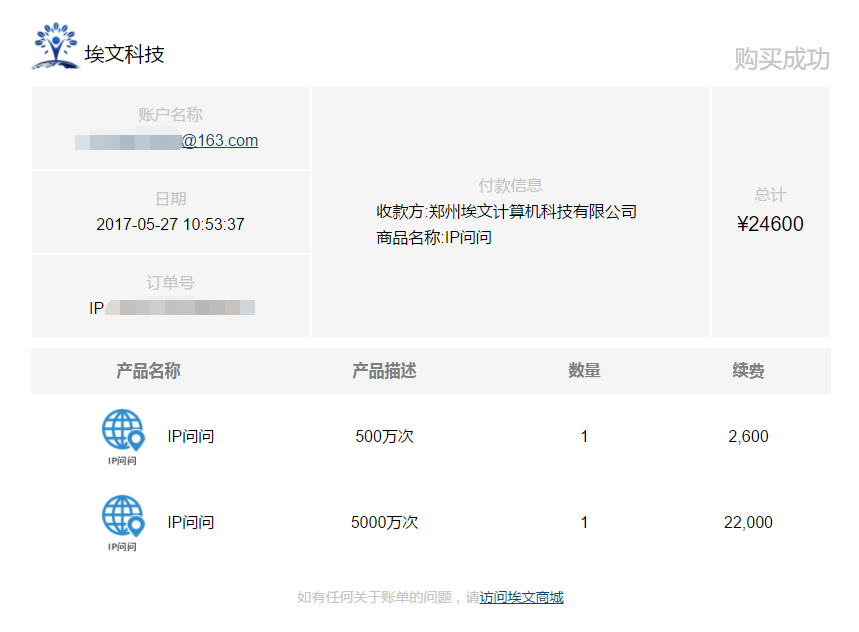 埃文科技
购买成功
账户名称
@163.com
日期
2017-05-27 10:53:37
订单号
IP
付款信息
收款方:郑州埃文计算机科技有限公司
商品名称:IP问问
总计
¥24600
产品名称 产品描述 数量 续费
IP问问 500万次 1 2,600
IP问问
IP问问 5000万次 1 22,000
IP问问
如有任何关于账单的问题，请访问埃文商城